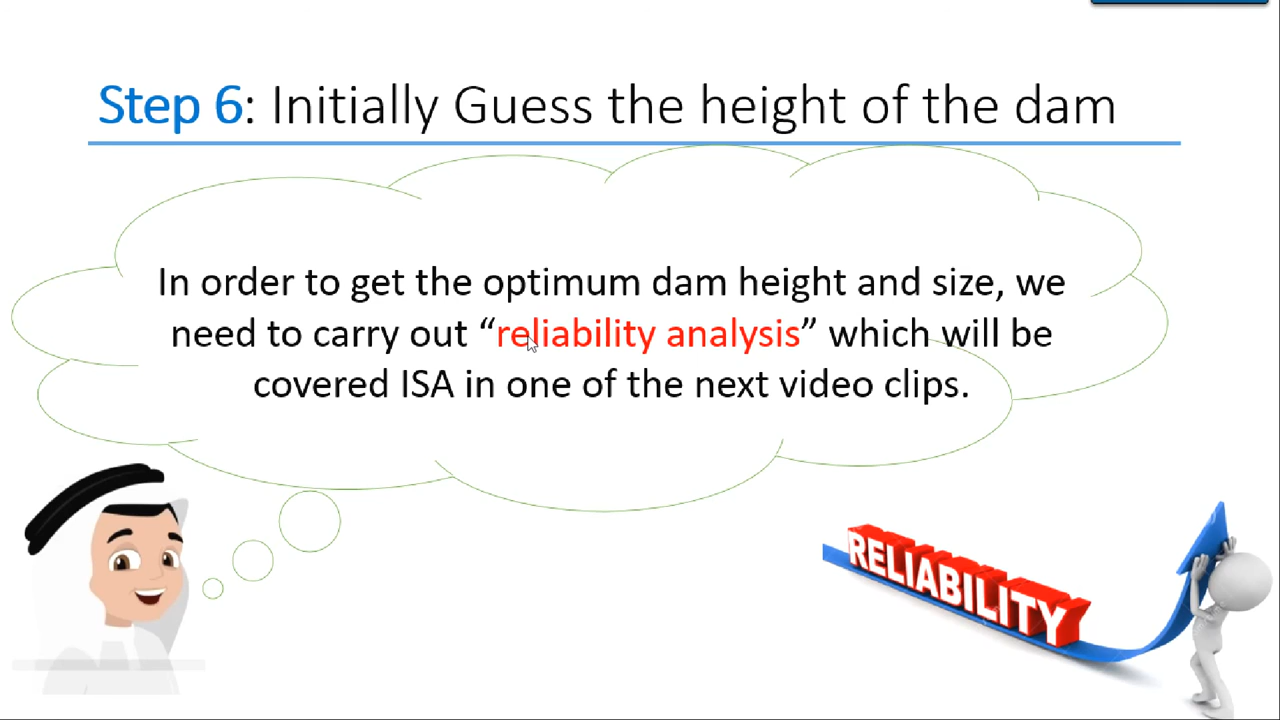 Step 6: Initially Guess the height of the dam
In order to get the optimum dam height and size, we
need to carry out “reliability analysis” which will be
covered ISA in one of the next video clips.
RELIABILITY